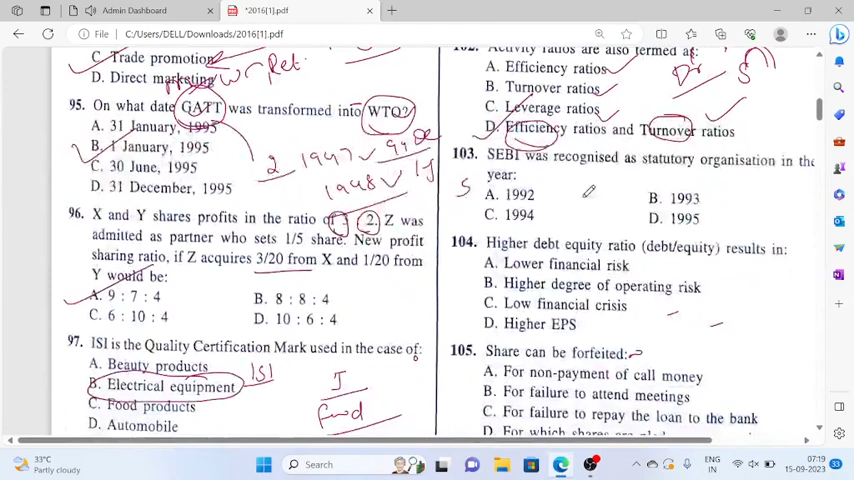 Admin Dashboard
*2016[1].pdf
File
C:/Users/DELL/Downloads/2016[1].pdf
C. Trade promotion
D. Direct marketing
95. On what date GATT was transformed into WTO?
A. 31 January, 1995
B. 1 January, 1995
C. 30 June, 1995
D. 31 December, 1995
2 1947
1948
96. X and Y shares profits in the ratio of 1 : 2. Z was
admitted as partner who sets 1/5 share. New profit
sharing ratio, if Z acquires 3/20 from X and 1/20 from
Y would be:
A. 9 : 7 : 4
B. 8 : 8 : 4
C. 6 : 10 : 4
D. 10 : 6 : 4
97. ISI is the Quality Certification Mark used in the case of:
A. Beauty products
B. Electrical equipment
ISI
C. Food products
D. Automobile
I
Food
102. Activity ratios are also termed as:
A. Efficiency ratios
B. Turnover ratios
C. Leverage ratios
D. Efficiency ratios and Turnover ratios
Dr S
103. SEBI was recognised as statutory organisation in the
year:
S
A. 1992
B. 1993
C. 1994
D. 1995
104. Higher debt equity ratio (debt/equity) results in:
A. Lower financial risk
B. Higher degree of operating risk
C. Low financial crisis
D. Higher EPS
105. Share can be forfeited:
A. For non-payment of call money
B. For failure to attend meetings
C. For failure to repay the loan to the bank
D. For which shares are pledged
33°C
Partly cloudy
Search
ENG
IN
07:19
15-09-2023
33